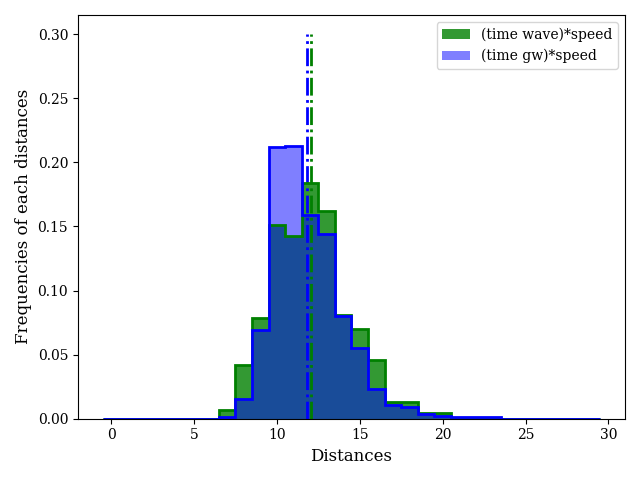 (time wave)*speed
(time gw)*speed
Frequencies of each distances
0.30
0.25
0.20
0.15
0.10
0.05
0.00
0 5 10 15 20 25 30
Distances